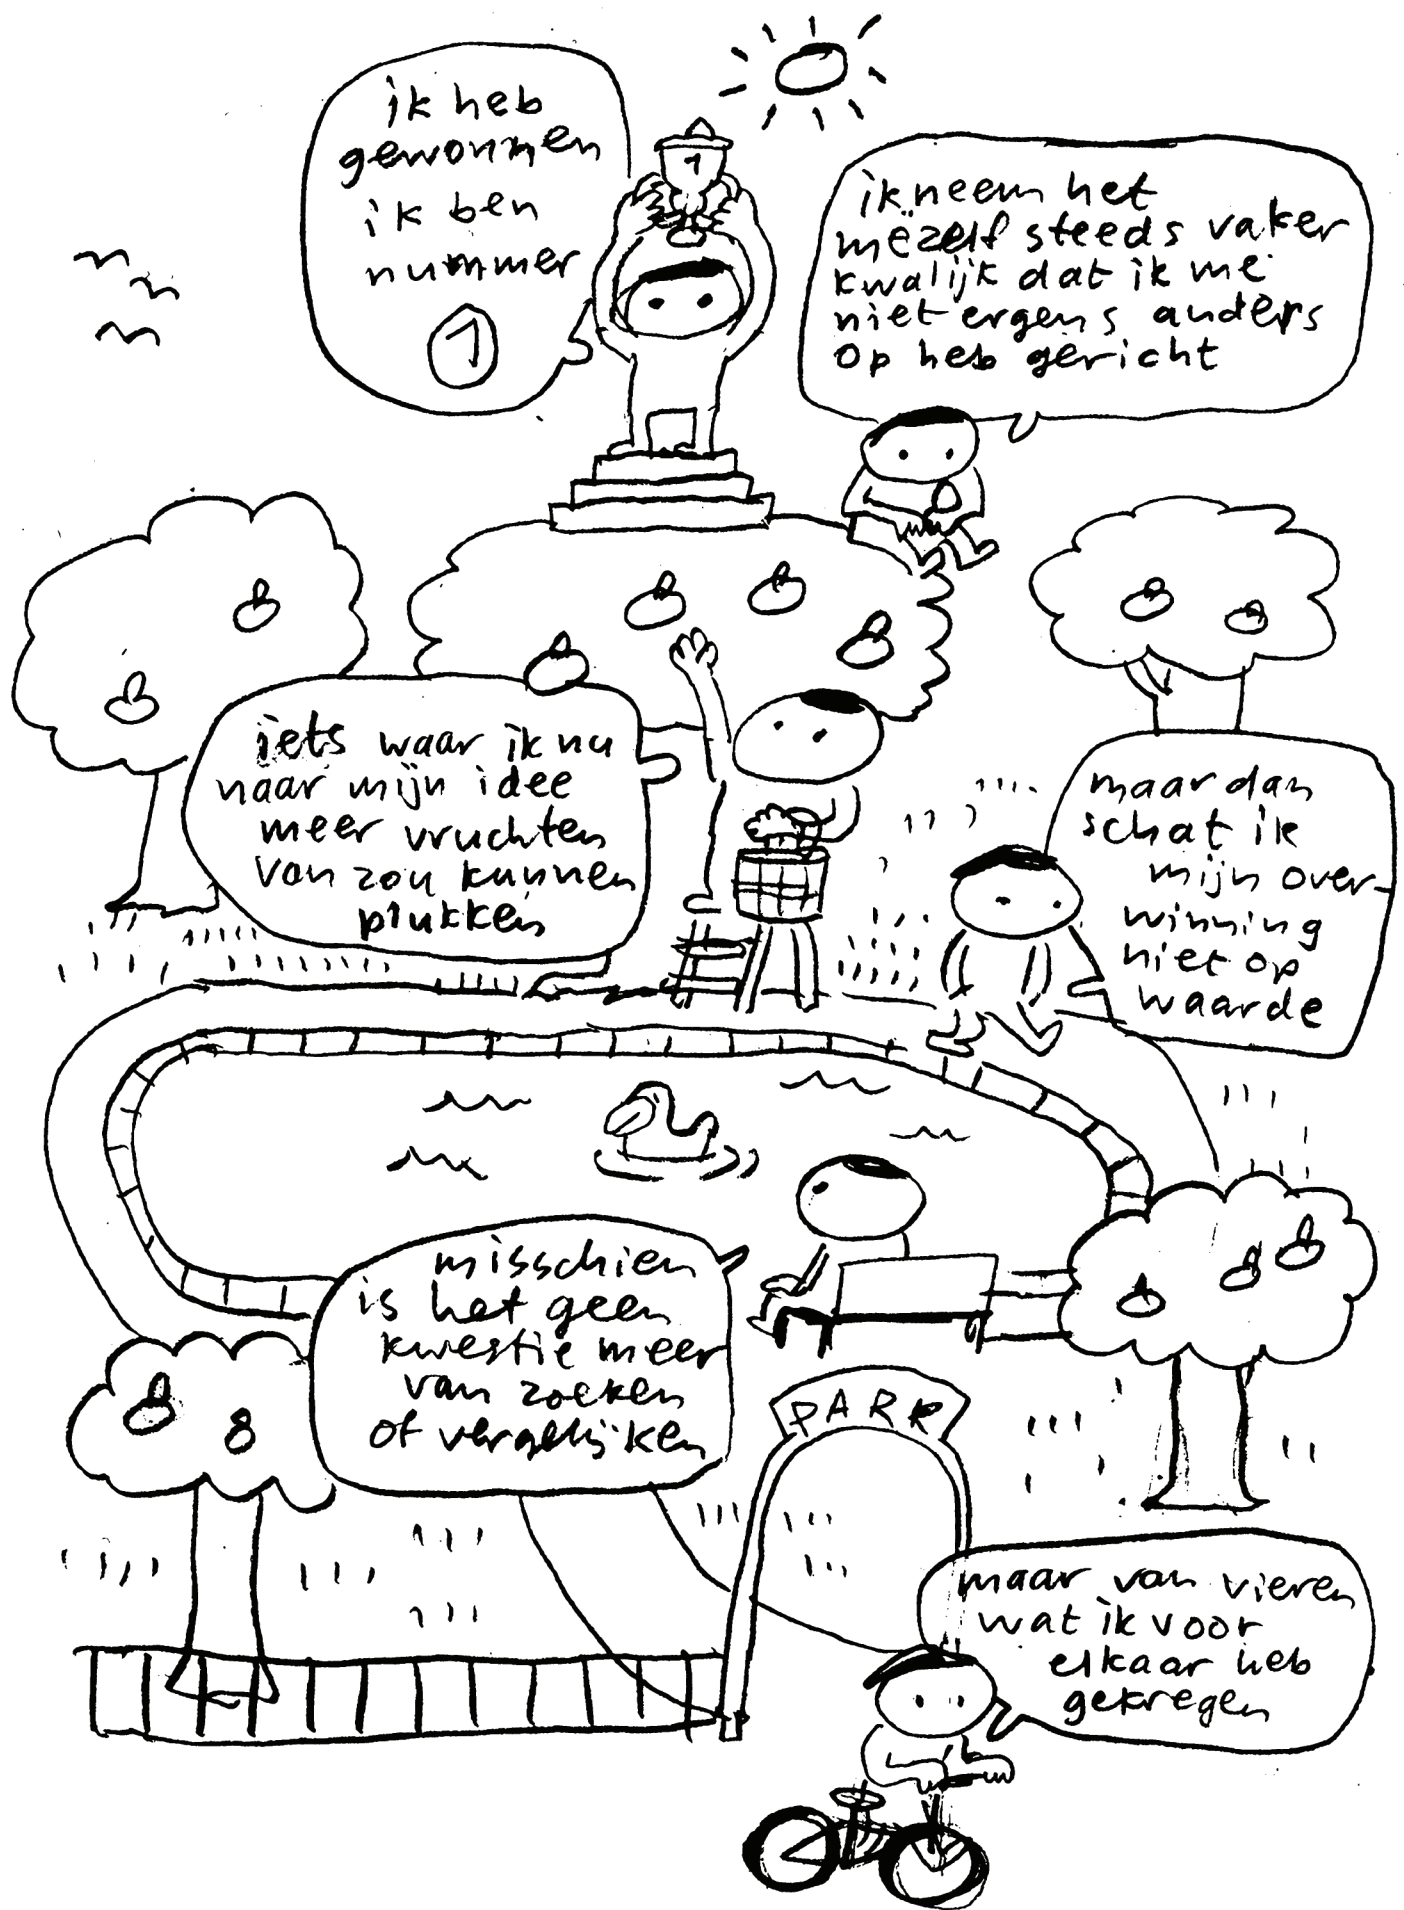 ik heb
gewonnen
ik ben
nummer
1
1
ik neem het
mezelf steeds vaker
kwalijk dat ik me
niet ergens anders
op heb gericht
iets waar ik nu
naar mijn idee
meer vruchten
van zou kunnen
plukken
maar dan
schat ik
mijn over-
winning
niet op
waarde
misschien
is het geen
kwestie meer
van zoeken
of vergelijken
PARK
maar van vieren
wat ik voor
elkaar heb
gekregen